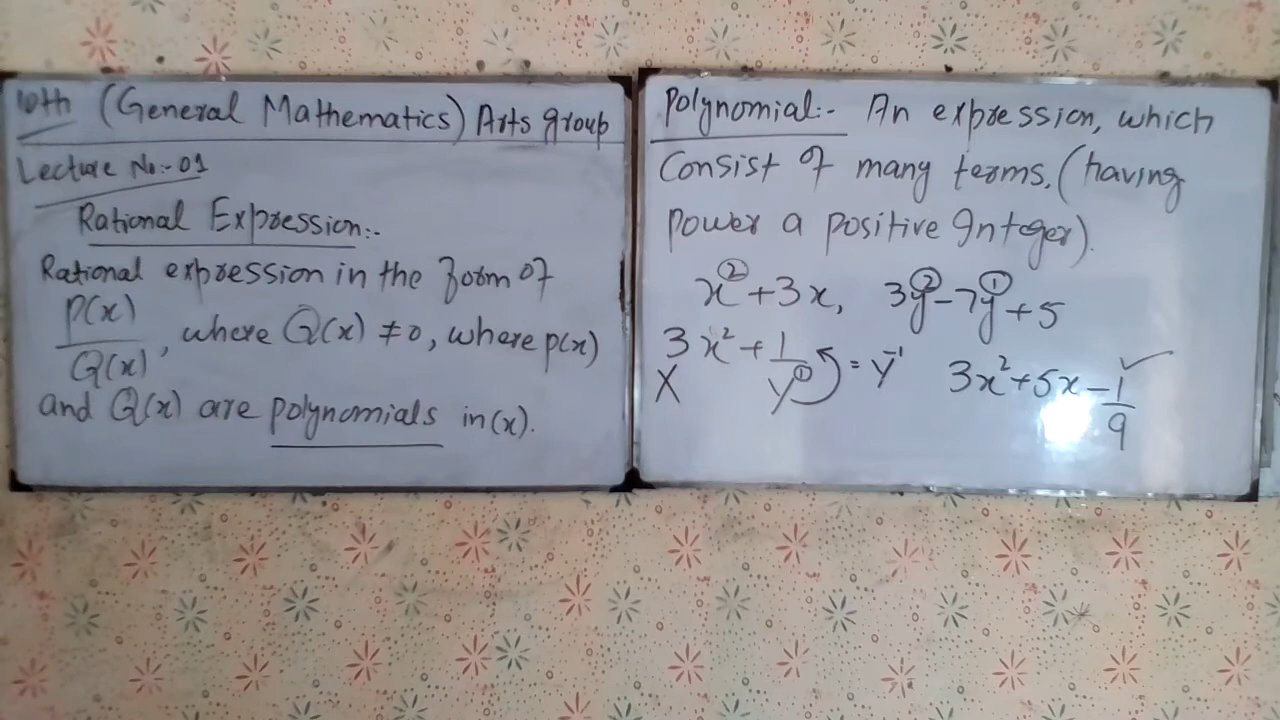 10th (General Mathematics) Arts group
Lecture No:-01
Rational Expression:-
Rational expression in the form of
P(x)
Q(x)
, where Q(x) ≠ 0, where p(x)
and Q(x) are polynomials in (x).
Polynomial:- An expression, which
Consist of many terms. (having
power a positive Integer).
x² + 3x, 3y² - 7y¹ + 5
3x² + 1/y① = y⁻¹ 3x² + 5x - 1/9 ✓
X